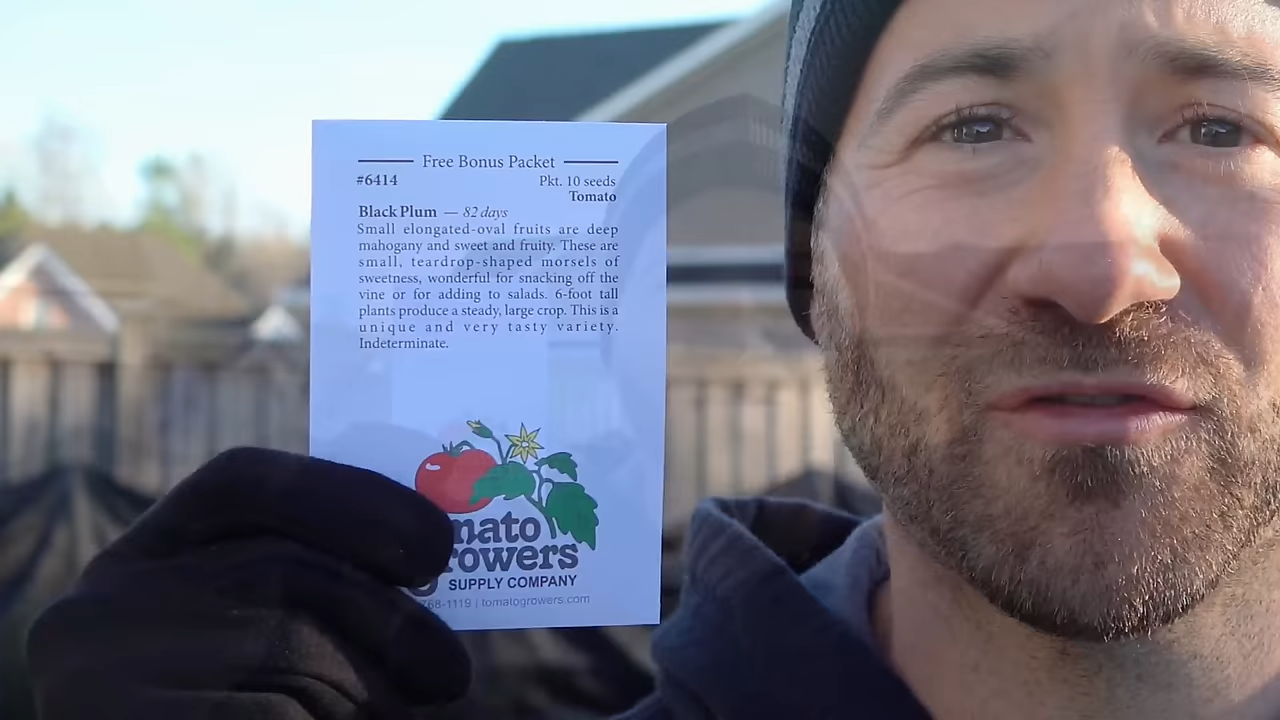 Free Bonus Packet
#6414 Pkt. 10 seeds
Tomato
Black Plum — 82 days
Small elongated-oval fruits are deep
mahogany and sweet and fruity. These are
small, teardrop-shaped morsels of
sweetness, wonderful for snacking off the
vine or for adding to salads. 6-foot tall
plants produce a steady, large crop. This is a
unique and very tasty variety.
Indeterminate.
mato
rowers
SUPPLY COMPANY
768-1119 | tomatogrowers.com